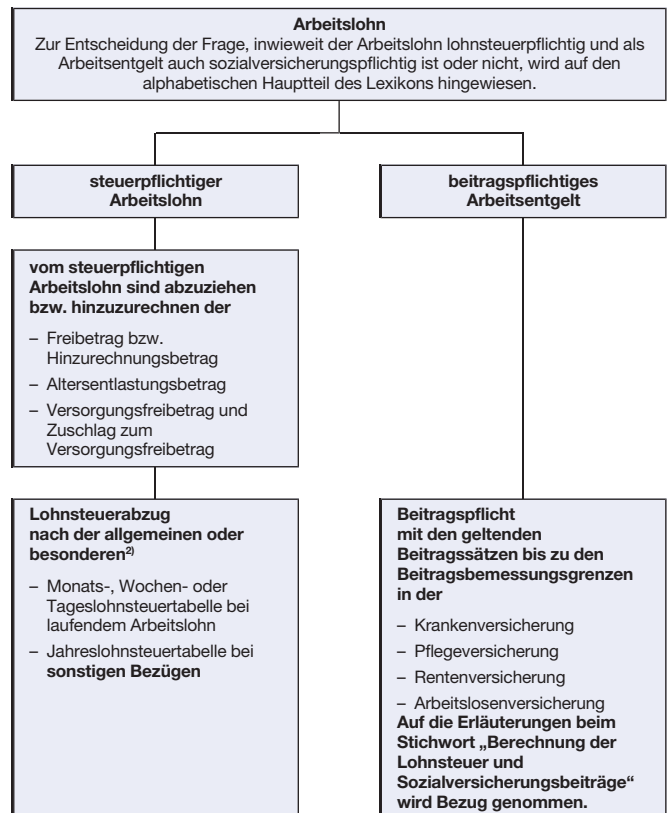 Arbeitslohn
Zur Entscheidung der Frage, inwieweit der Arbeitslohn lohnsteuerpflichtig und als
Arbeitsentgelt auch sozialversicherungspflichtig ist oder nicht, wird auf den
alphabetischen Hauptteil des Lexikons hingewiesen.
steuerpflichtiger
Arbeitslohn
vom steuerpflichtigen
Arbeitslohn sind abzuziehen
bzw. hinzuzurechnen der
– Freibetrag bzw.
Hinzurechnungsbetrag
– Altersentlastungsbetrag
– Versorgungsfreibetrag und
Zuschlag zum
Versorgungsfreibetrag
Lohnsteuerabzug
nach der allgemeinen oder
besonderen²⁾
– Monats-, Wochen- oder
Tageslohnsteuertabelle bei
laufendem Arbeitslohn
– Jahreslohnsteuertabelle bei
sonstigen Bezügen
beitragspflichtiges
Arbeitsentgelt
Beitragspflicht
mit den geltenden
Beitragssätzen bis zu den
Beitragsbemessungsgrenzen
in der
– Krankenversicherung
– Pflegeversicherung
– Rentenversicherung
– Arbeitslosenversicherung
Auf die Erläuterungen beim
Stichwort „Berechnung der
Lohnsteuer und
Sozialversicherungsbeiträge“
wird Bezug genommen.